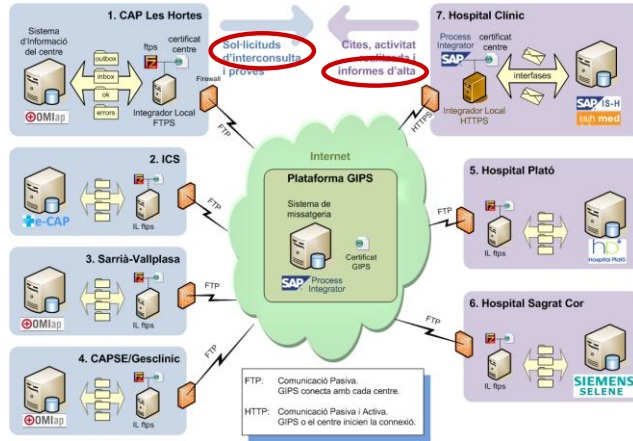 1. CAP Les Hortes
Sistema
d'Informació
del centre
outbox
inbox
ok
errors
ftps
certificat
centre
Integrador Local
FTPS
OMIap
Firewall
FTP
Sol·licituds
d'interconsulta
i proves
Cites, activitat
realitzada i
informes d'alta
7. Hospital Clínic
Process
Integrator
SAP
certificat
centre
interfases
Integrador Local
HTTPS
SAP IS-H
ish med
HTTPS
2. ICS
e-CAP
IL ftps
FTP
3. Sarrià-Vallplasa
OMIap
IL ftps
FTP
4. CAPSE/Gesclínic
OMIap
IL ftps
FTP
Internet
Plataforma GIPS
Sistema de
missatgeria
Certificat
GIPS
SAP Process
Integrator
5. Hospital Plató
IL ftps
hp
Hospital Plató
FTP
6. Hospital Sagrat Cor
IL ftps
SIEMENS
SELENE
FTP
FTP: Comunicació Pasiva.
GIPS conecta amb cada centre.
HTTP: Comunicació Pasiva i Activa.
GIPS o el centre inicien la connexió.